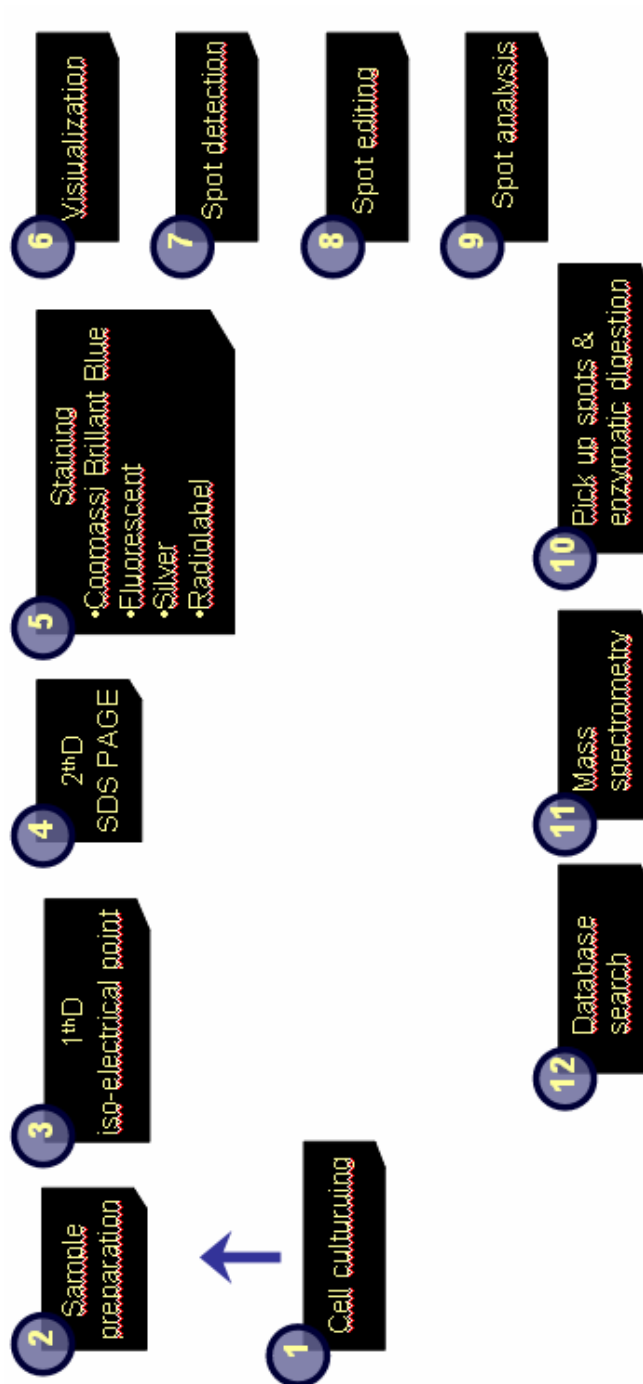 1
Cell culturuing
2
Sample
preparation
3
1thD
iso-electrical point
4
2thD
SDS PAGE
5
Staining
•Coomassi Brillant Blue
•Fluorescent
•Silver
•Radiolabel
6
Visiualization
7
Spot detection
8
Spot editing
9
Spot analysis
10
Pick up spots &
enzymatic digestion
11
Mass
spectrometry
12
Database
search